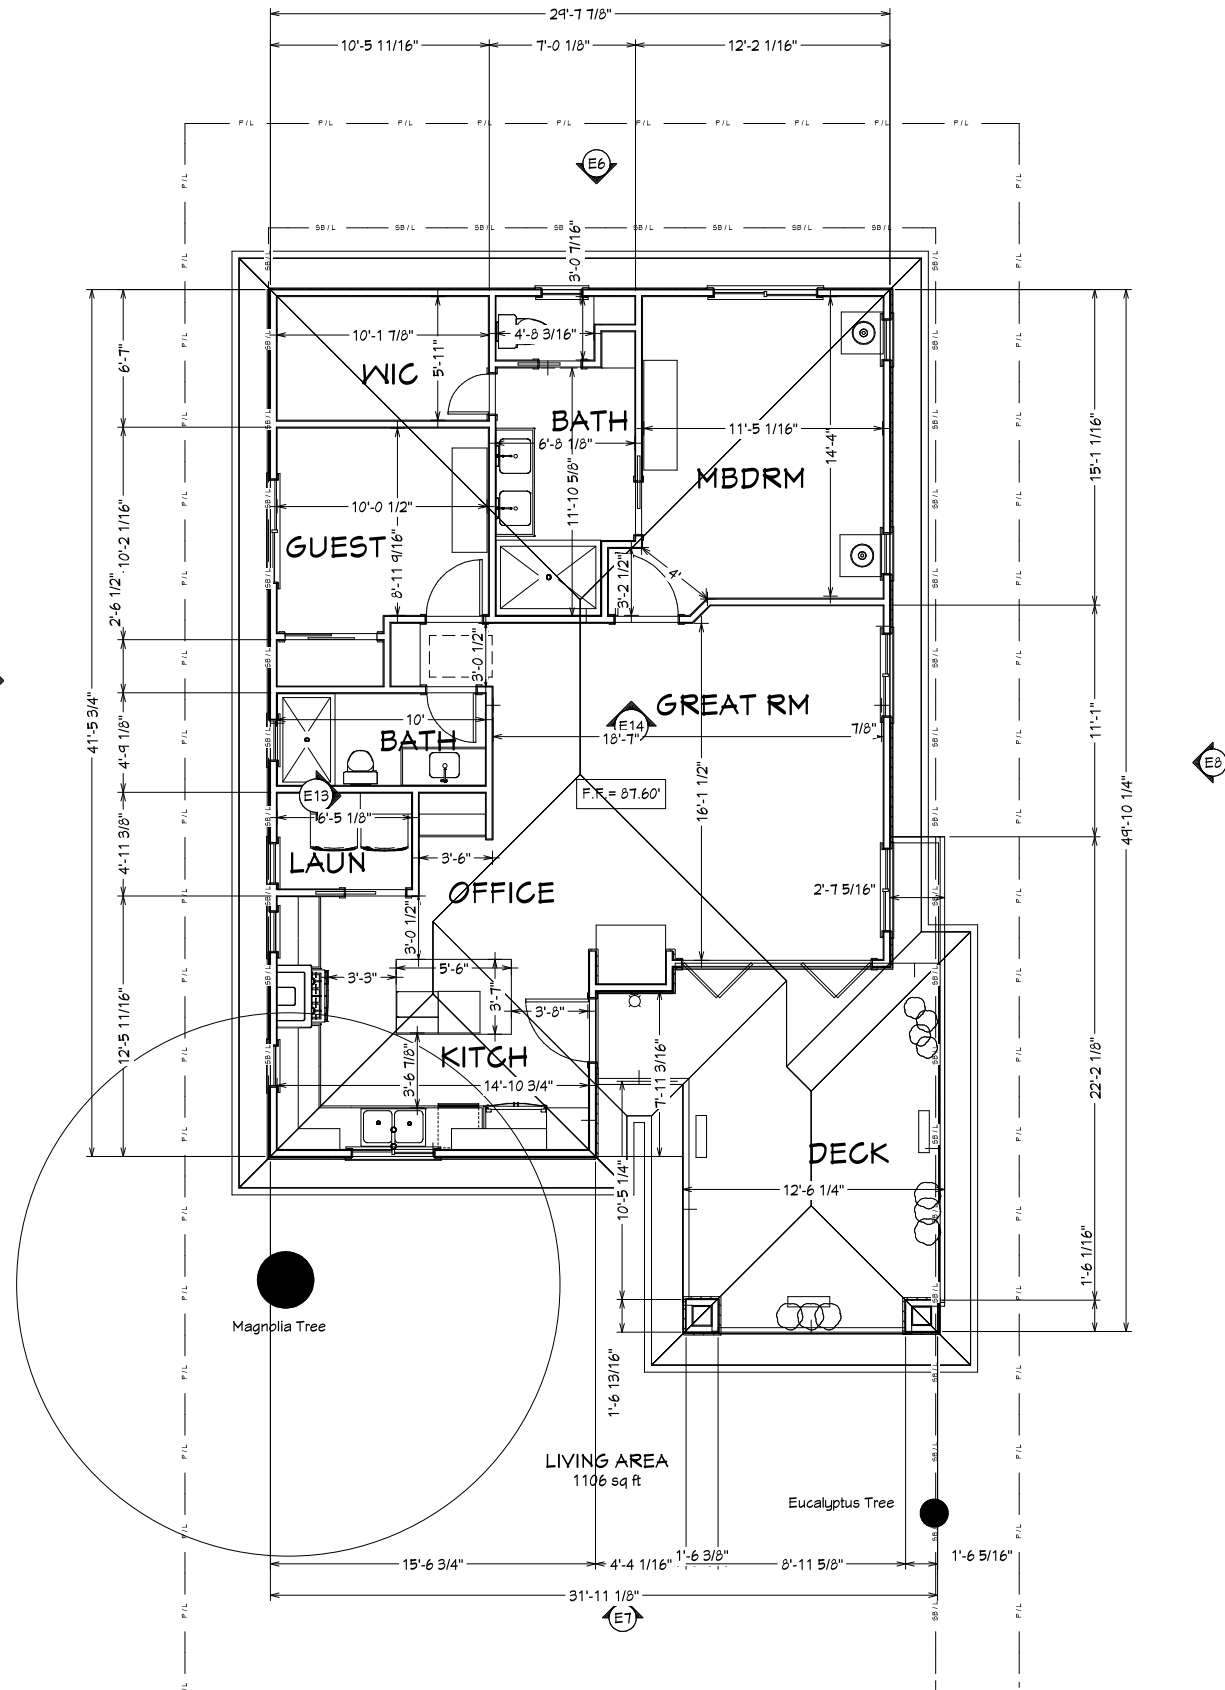 29'-7 7/8"
10'-5 11/16"
7'-0 1/8"
12'-2 1/16"
P/L P/L P/L P/L P/L P/L P/L P/L P/L P/L
E6
SB/L SB/L SB/L SB/L SB/L SB/L SB/L SB/L
3'-0 7/16"
10'-1 7/8"
5'-11"
4'-8 3/16"
6'-7"
WIC
BATH
6'-8 1/8"
11'-5 1/16"
14'-4"
15'-1 1/16"
MBDRM
11'-10 5/8"
10'-0 1/2"
10'-2 1/16"
GUEST
8'-11 9/16"
2'-6 1/2"
3'-2 1/2"
4'
3'-0 1/2"
GREAT RM
E14
18'-7"
7/8"
11'-1"
10'
BATH
41'-5 3/4"
4'-9 1/8"
E8
F.F.= 87.60'
16'-1 1/2"
E13
6'-5 1/8"
49'-10 1/4"
4'-11 3/8"
LAUN
3'-6"
OFFICE
2'-7 5/16"
3'-0 1/2"
3'-3"
5'-6"
3'-7"
3'-8"
12'-5 11/16"
KITCH
3'-6 7/8"
14'-10 3/4"
7'-11 3/16"
22'-2 1/8"
DECK
10'-5 1/4"
12'-6 1/4"
1'-6 1/16"
Magnolia Tree
1'-6 13/16"
LIVING AREA
1106 sq ft
Eucalyptus Tree
15'-6 3/4"
4'-4 1/16"
1'-6 3/8"
8'-11 5/8"
1'-6 5/16"
31'-11 1/8"
E7